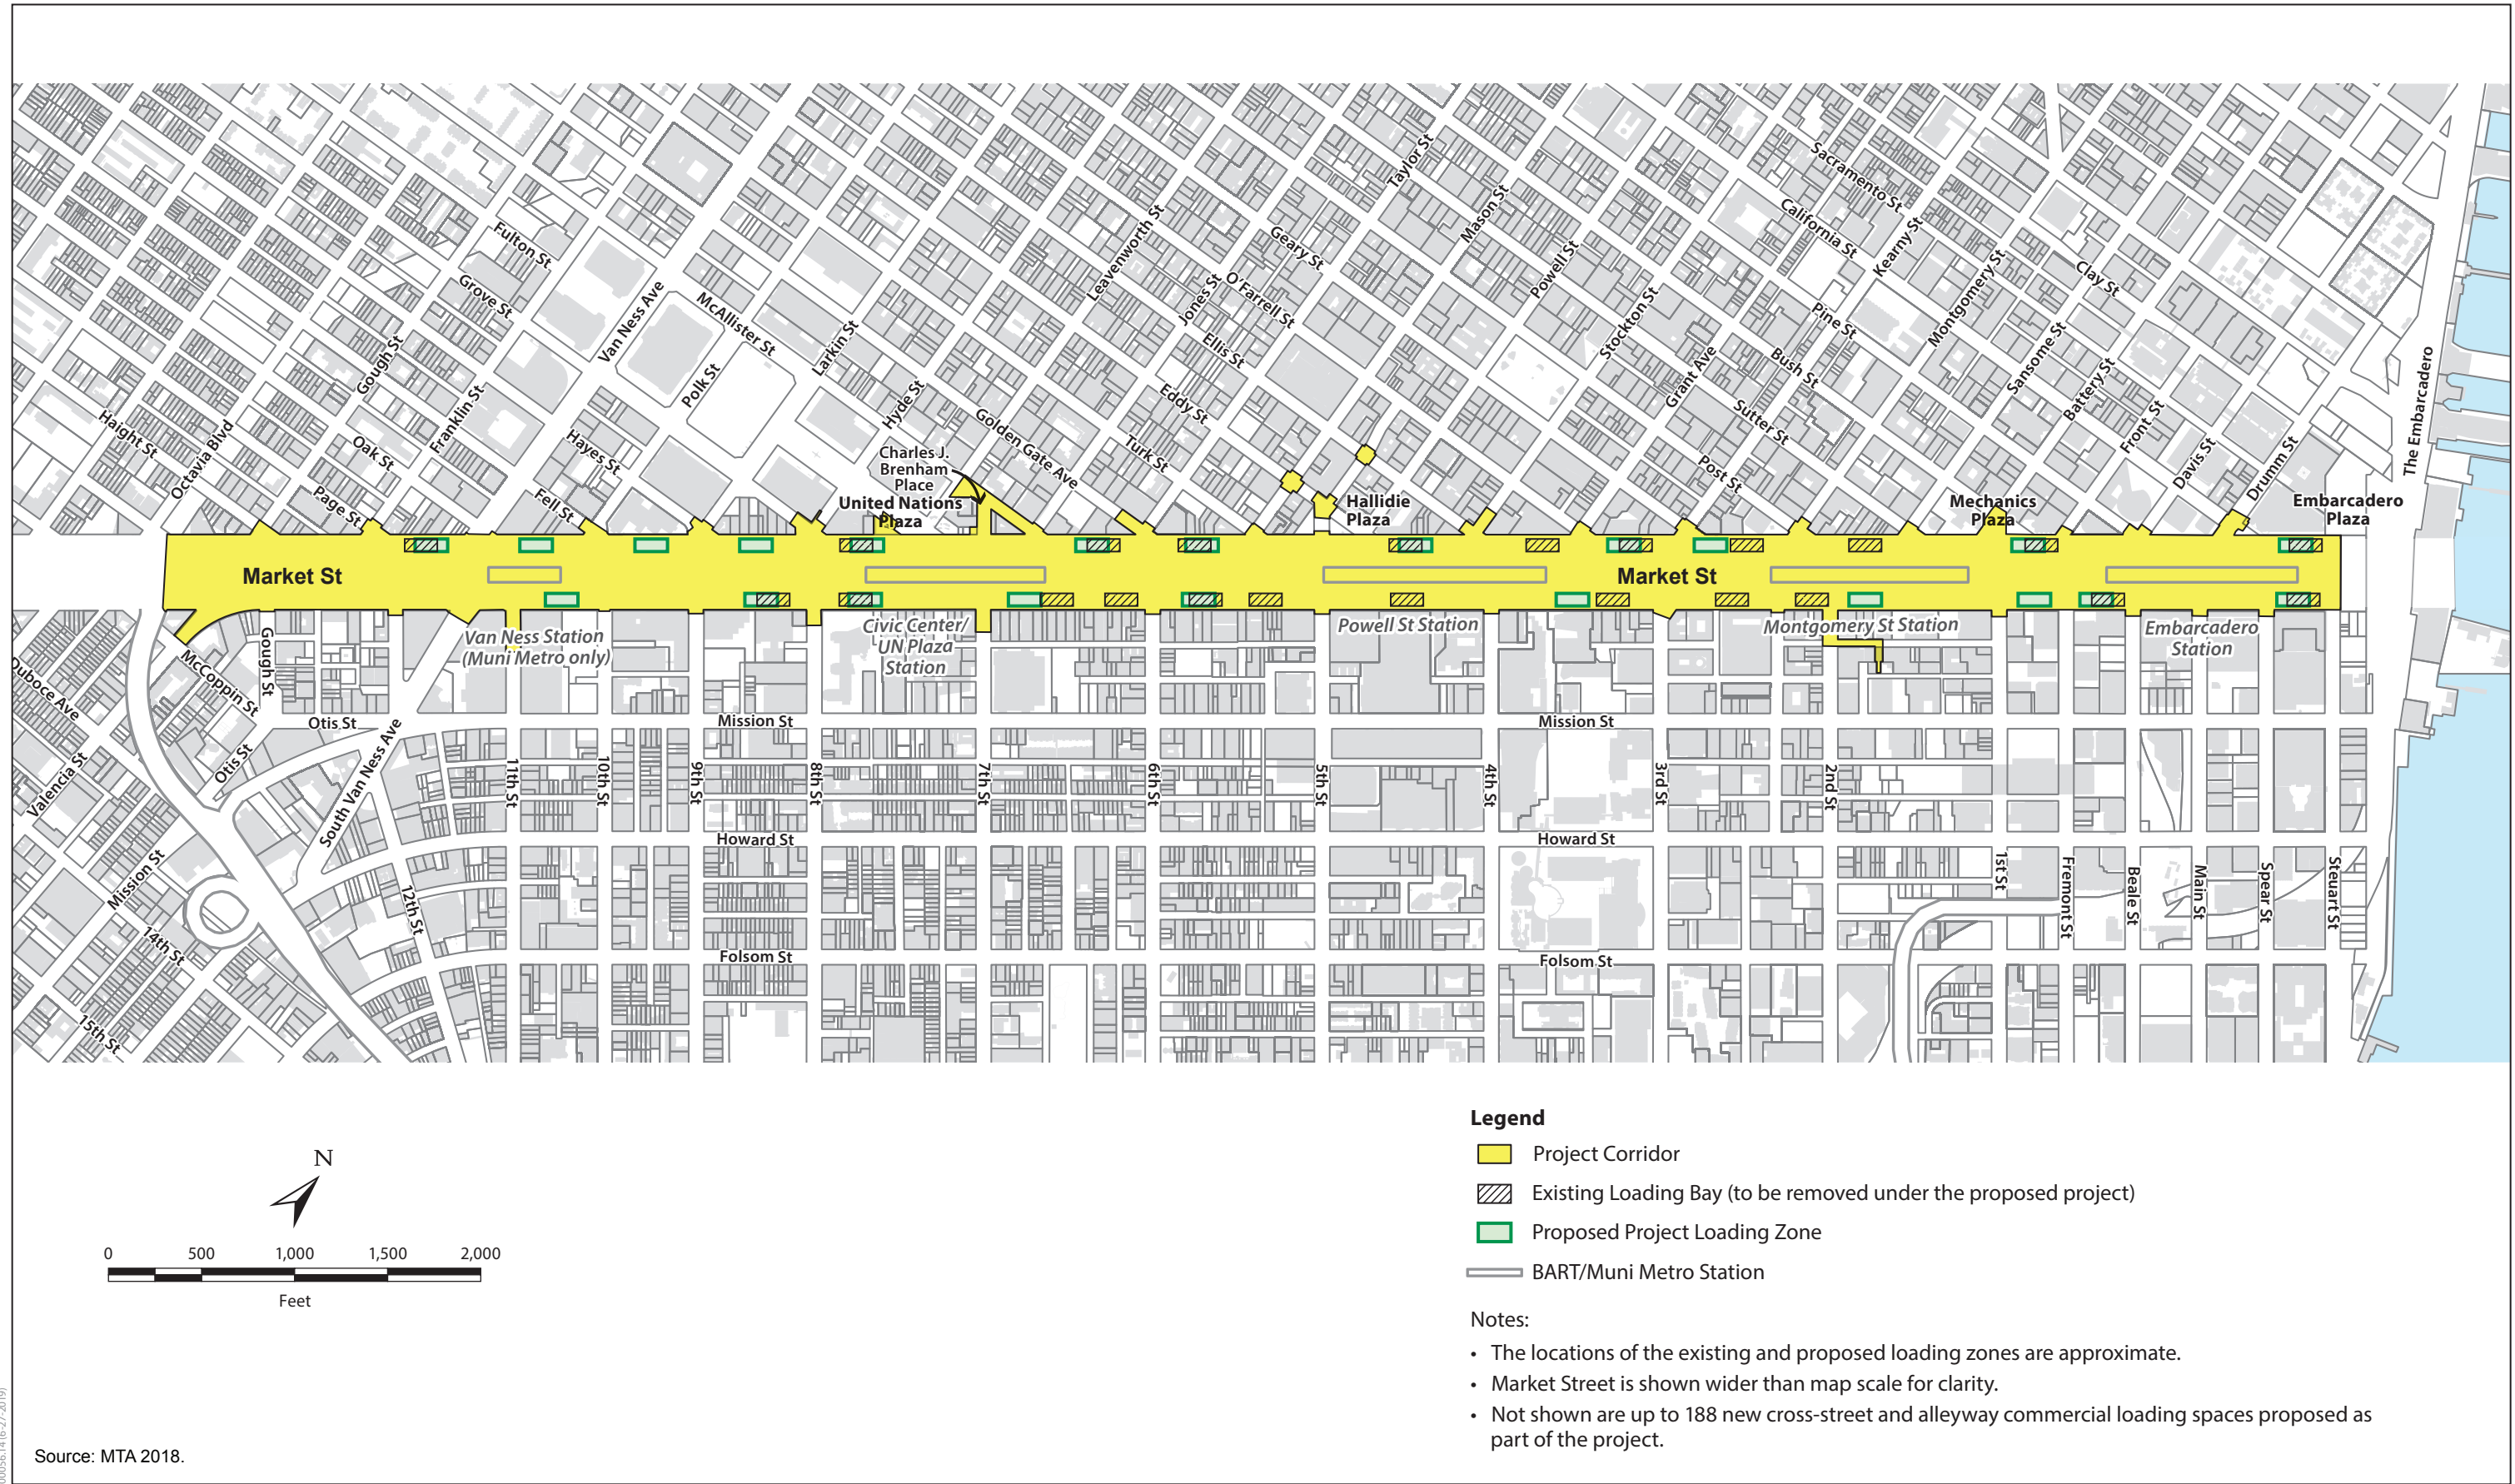 Sacramento St
California St
Kearny St
Taylor St
Mason St
Powell St
Geary St
Leavenworth St
Jones St
O'Farrell St
Ellis St
Eddy St
Fulton St
Grove St
Van Ness Ave
McAllister St
Larkin St
Polk St
Hyde St
Golden Gate Ave
Turk St
Stockton St
Grant Ave
Pine St
Bush St
Sutter St
Post St
Montgomery St
Clay St
Sansome St
Battery St
Front St
Davis St
Drumm St
The Embarcadero
Gough St
Franklin St
Haight St
Octavia Blvd
Oak St
Page St
Hayes St
Fell St
Charles J.
Brenham
Place
United Nations
Plaza
Hallidie
Plaza
Mechanics
Plaza
Embarcadero
Plaza
Market St
Market St
Van Ness Station
(Muni Metro only)
Civic Center/
UN Plaza
Station
Powell St Station
Montgomery St Station
Embarcadero
Station
Duboce Ave
McCoppin St
Gough St
Otis St
Otis St
Valencia St
South Van Ness Ave
Mission St
Mission St
Mission St
11th St
10th St
9th St
8th St
7th St
6th St
5th St
4th St
3rd St
2nd St
Howard St
Howard St
1st St
Fremont St
Beale St
Main St
Spear St
Steuart St
12th St
14th St
15th St
Folsom St
Folsom St
N
0 500 1,000 1,500 2,000
Feet
Legend
Project Corridor
Existing Loading Bay (to be removed under the proposed project)
Proposed Project Loading Zone
BART/Muni Metro Station
Notes:
• The locations of the existing and proposed loading zones are approximate.
• Market Street is shown wider than map scale for clarity.
• Not shown are up to 188 new cross-street and alleyway commercial loading spaces proposed as
part of the project.
Source: MTA 2018.